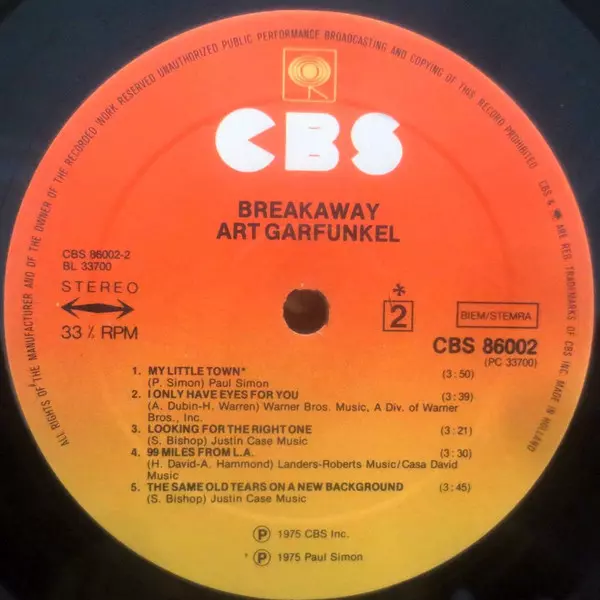 ALL RIGHTS OF THE MANUFACTURER AND OF THE OWNER OF THE RECORDED WORK RESERVED UNAUTHORIZED PUBLIC PERFORMANCE BROADCASTING AND COPYING OF THIS RECORD PROHIBITED
CBS & ARE REG. TRADEMARKS OF CBS INC. MADE IN HOLLAND
CBS
BREAKAWAY
ART GARFUNKEL
CBS 86002-2
BL 33700
STEREO
33 ⅓ RPM
*
2
BIEM/STEMRA
CBS 86002
(PC 33700)
1. MY LITTLE TOWN* (3:50)
(P. Simon) Paul Simon
2. I ONLY HAVE EYES FOR YOU (3:39)
(A. Dubin-H. Warren) Warner Bros. Music, A Div. of Warner
Bros., Inc.
3. LOOKING FOR THE RIGHT ONE (3:21)
(S. Bishop) Justin Case Music
4. 99 MILES FROM L.A. (3:30)
(H. David-A. Hammond) Landers-Roberts Music/Casa David
Music
5. THE SAME OLD TEARS ON A NEW BACKGROUND (3:45)
(S. Bishop) Justin Case Music
Ⓟ 1975 CBS Inc.
*Ⓟ 1975 Paul Simon